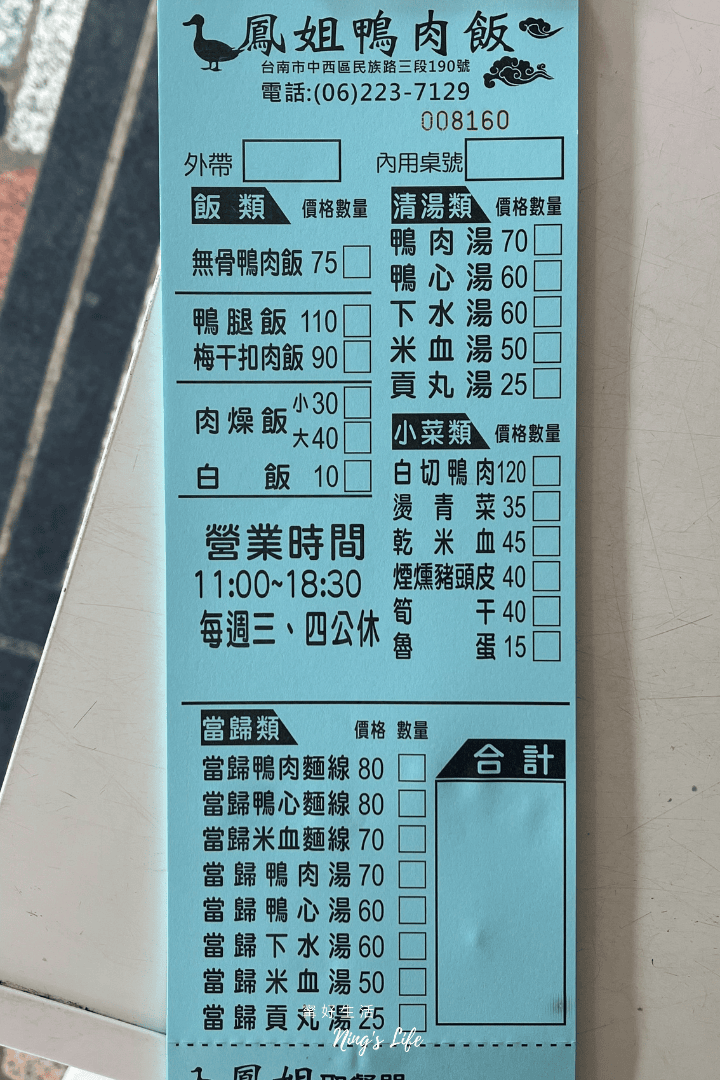 鳳姐鴨肉飯
台南市中西區民族路三段190號
電話:(06)223-7129
008160
外帶
內用桌號
飯類 價格數量
無骨鴨肉飯 75
鴨腿飯 110
梅干扣肉飯 90
肉燥飯 小30
大40
白飯 10
營業時間
11:00~18:30
每週三、四公休
清湯類 價格數量
鴨肉湯 70
鴨心湯 60
下水湯 60
米血湯 50
貢丸湯 25
小菜類 價格數量
白切鴨肉 120
燙青菜 35
乾米血 45
煙燻豬頭皮 40
筍干 40
魯蛋 15
當歸類 價格 數量
當歸鴨肉麵線 80
當歸鴨心麵線 80
當歸米血麵線 70
當歸鴨肉湯 70
當歸鴨心湯 60
當歸下水湯 60
當歸米血湯 50
當歸貢丸湯 25
合計
甯好生活
Ning's Life
鳳姐